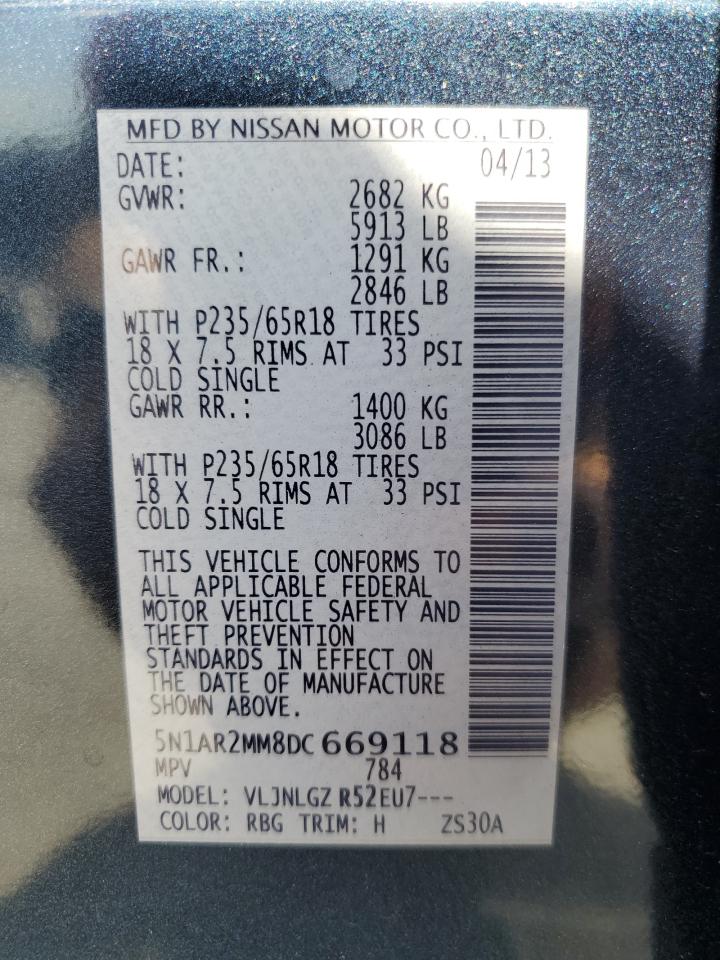 MFD BY NISSAN MOTOR CO., LTD.
DATE: 04/13
GVWR: 2682 KG
5913 LB
GAWR FR.: 1291 KG
2846 LB
WITH P235/65R18 TIRES
18 X 7.5 RIMS AT 33 PSI
COLD SINGLE
GAWR RR.: 1400 KG
3086 LB
WITH P235/65R18 TIRES
18 X 7.5 RIMS AT 33 PSI
COLD SINGLE
THIS VEHICLE CONFORMS TO
ALL APPLICABLE FEDERAL
MOTOR VEHICLE SAFETY AND
THEFT PREVENTION
STANDARDS IN EFFECT ON
THE DATE OF MANUFACTURE
SHOWN ABOVE.
5N1AR2MM8DC669118
MPV 784
MODEL: VLJNLGZ R52EU7---
COLOR: RBG TRIM: H ZS30A